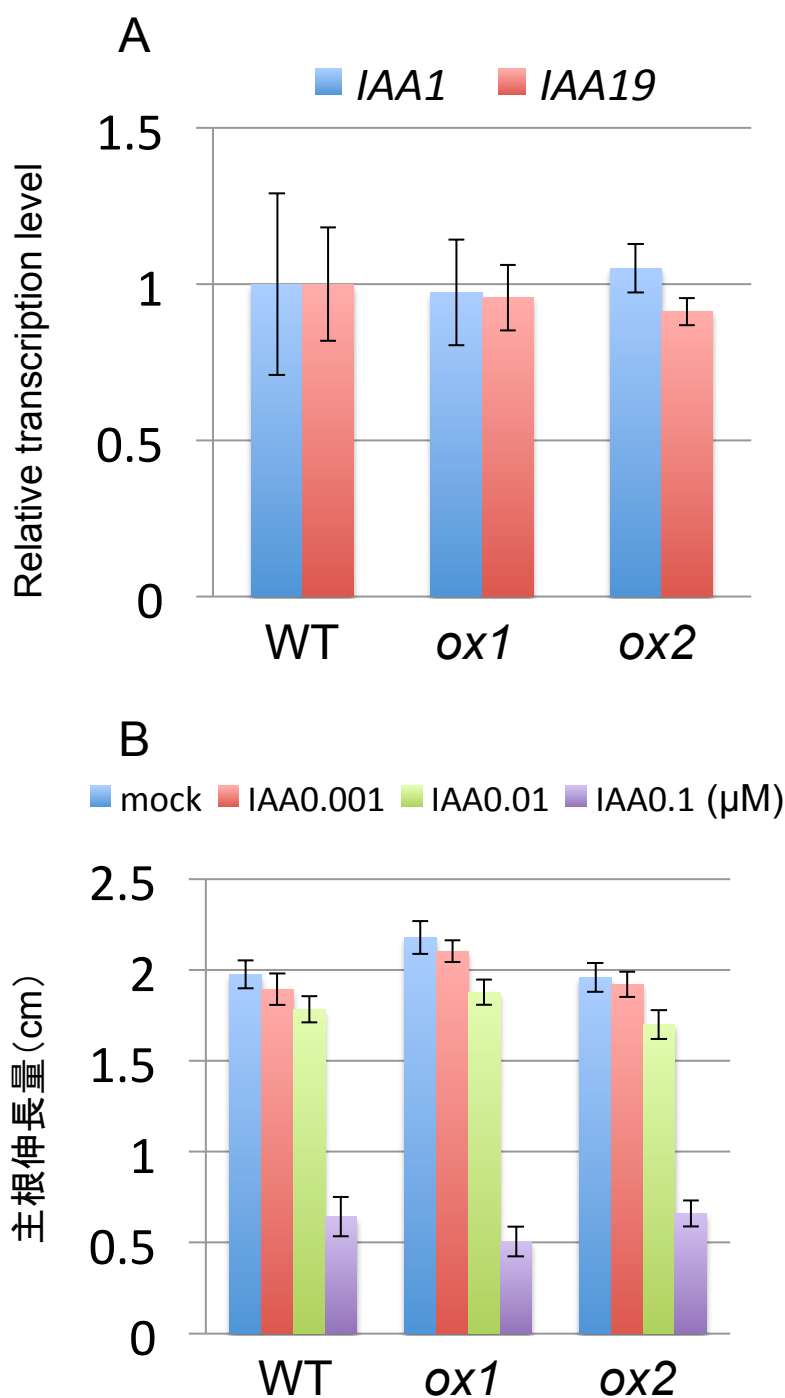 A
IAA1 IAA19
Relative transcription level
1.5
1
0.5
0
WT ox1 ox2
B
mock IAA0.001 IAA0.01 IAA0.1 (µM)
主根伸長量(cm)
2.5
2
1.5
1
0.5
0
WT ox1 ox2